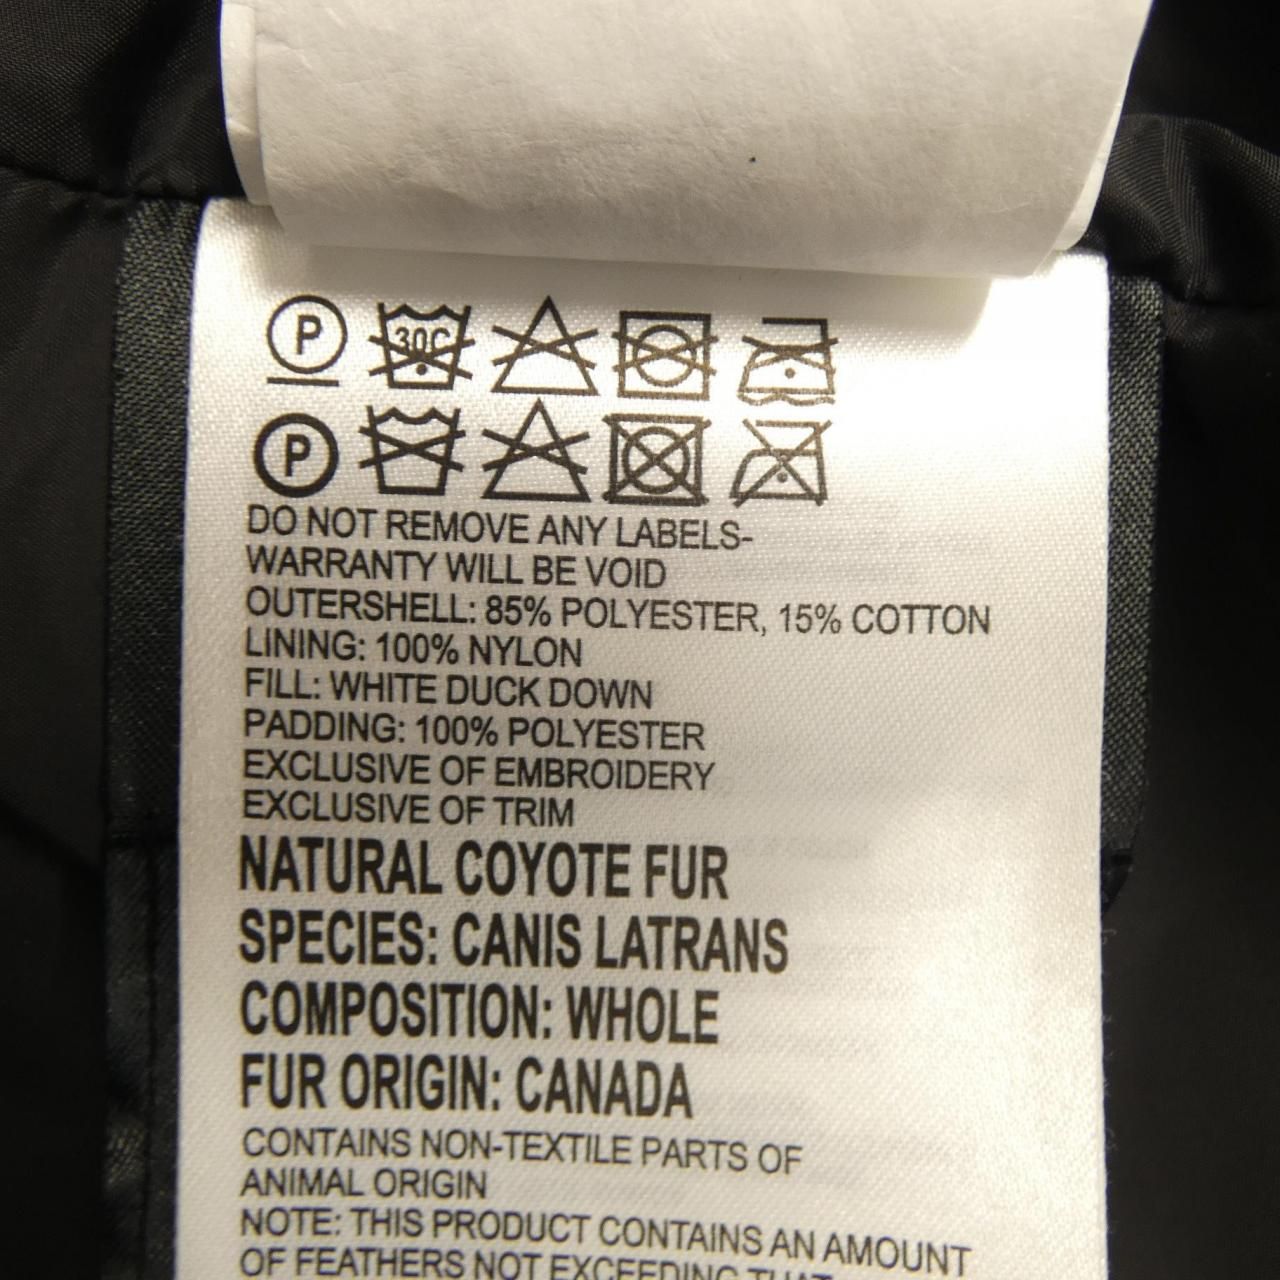 P 30C
P
DO NOT REMOVE ANY LABELS-
WARRANTY WILL BE VOID
OUTERSHELL: 85% POLYESTER, 15% COTTON
LINING: 100% NYLON
FILL: WHITE DUCK DOWN
PADDING: 100% POLYESTER
EXCLUSIVE OF EMBROIDERY
EXCLUSIVE OF TRIM
NATURAL COYOTE FUR
SPECIES: CANIS LATRANS
COMPOSITION: WHOLE
FUR ORIGIN: CANADA
CONTAINS NON-TEXTILE PARTS OF
ANIMAL ORIGIN
NOTE: THIS PRODUCT CONTAINS AN AMOUNT
OF FEATHERS NOT EXCEEDING THAT